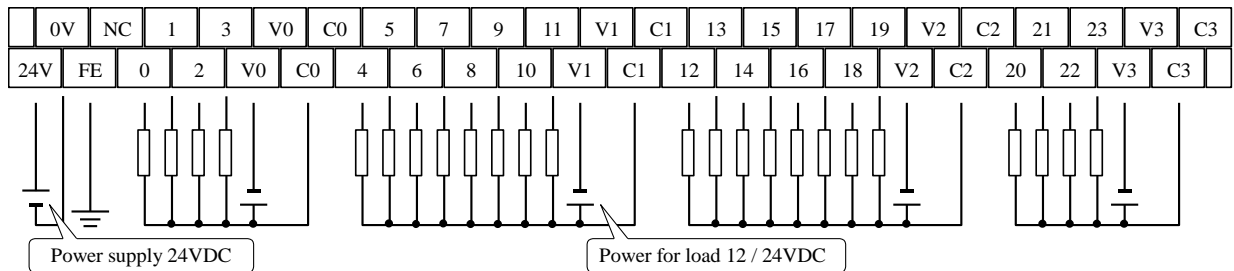 0V NC 1 3 V0 C0 5 7 9 11 V1 C1 13 15 17 19 V2 C2 21 23 V3 C3
24V FE 0 2 V0 C0 4 6 8 10 V1 C1 12 14 16 18 V2 C2 20 22 V3 C3
Power supply 24VDC
Power for load 12 / 24VDC